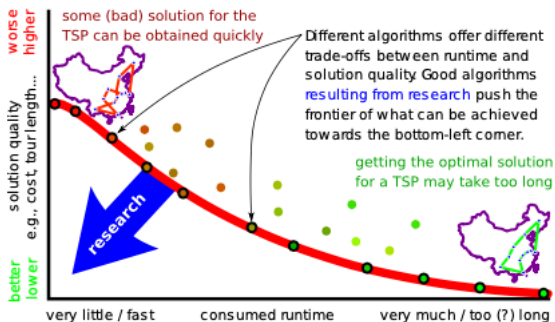 some (bad) solution for the
TSP can be obtained quickly
Different algorithms offer different
trade-offs between runtime and
solution quality. Good algorithms
resulting from research push the
frontier of what can be achieved
towards the bottom-left corner.
getting the optimal solution
for a TSP may take too long
worse
higher
solution quality
e.g., cost, tour length...
better
lower
research
very little / fast
consumed runtime
very much / too (?) long